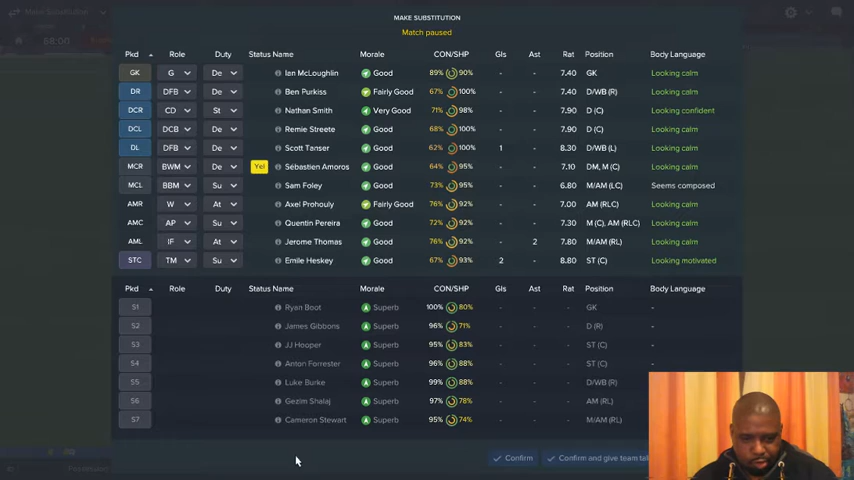 Make Substitution
MAKE SUBSTITUTION
Match paused
Pkd Role Duty Status Name Morale CON/SHP Gls Ast Rat Position Body Language
GK G De Ian McLoughlin Good 89% 90% - - 7.40 GK Looking calm
DR DFB De Ben Purkiss Fairly Good 67% 100% - - 7.40 D/WB (R) Looking calm
DCR CD St Nathan Smith Very Good 71% 98% - - 7.90 D (C) Looking confident
DCL DCB De Remie Streete Good 68% 100% - - 7.90 D (C) Looking calm
DL DFB De Scott Tanser Good 62% 100% 1 - 8.30 D/WB (L) Looking calm
MCR BWM De Yel Sébastien Amoros Good 64% 95% - - 7.10 DM, M (C) Looking calm
MCL BBM Su Sam Foley Good 73% 95% - - 6.80 M/AM (LC) Seems composed
AMR W At Axel Prohouly Fairly Good 76% 92% - - 7.00 AM (RL) Looking calm
AMC AP Su Quentin Pereira Good 72% 92% - - 7.30 M (C), AM (RLC) Looking calm
AML IF At Jerome Thomas Good 76% 92% - 2 7.80 M/AM (RL) Looking calm
STC TM Su Emile Heskey Good 67% 93% 2 - 8.80 ST (C) Looking motivated
Pkd Role Duty Status Name Morale CON/SHP Gls Ast Rat Position Body Language
S1 Ryan Boot Superb 100% 80% - - - GK -
S2 James Gibbons Superb 96% 71% - - - D (R) -
S3 JJ Hooper Superb 95% 83% - - - ST (C) -
S4 Anton Forrester Superb 96% 88% - - - ST (C) -
S5 Luke Burke Superb 99% 88% - - - D/WB (R)
S6 Gezim Shalaj Superb 97% 78% - - - AM (RL)
S7 Cameron Stewart Superb 95% 74% - - - M/AM (RL)
Confirm Confirm and give team tal